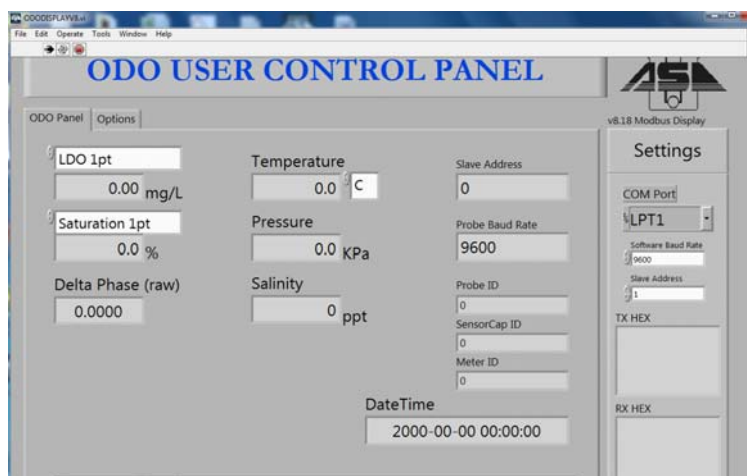 ODODISPLAYV8.vi
File Edit Operate Tools Window Help
ODO USER CONTROL PANEL
ASA
v8.18 Modbus Display
ODO Panel Options
LDO 1pt
0.00 mg/L
Saturation 1pt
0.0 %
Delta Phase (raw)
0.0000
Temperature
0.0 C
Pressure
0.0 KPa
Salinity
0 ppt
Slave Address
0
Probe Baud Rate
9600
Probe ID
0
SensorCap ID
0
Meter ID
0
DateTime
2000-00-00 00:00:00
Settings
COM Port
LPT1
Software Baud Rate
9600
Slave Address
1
TX HEX
RX HEX